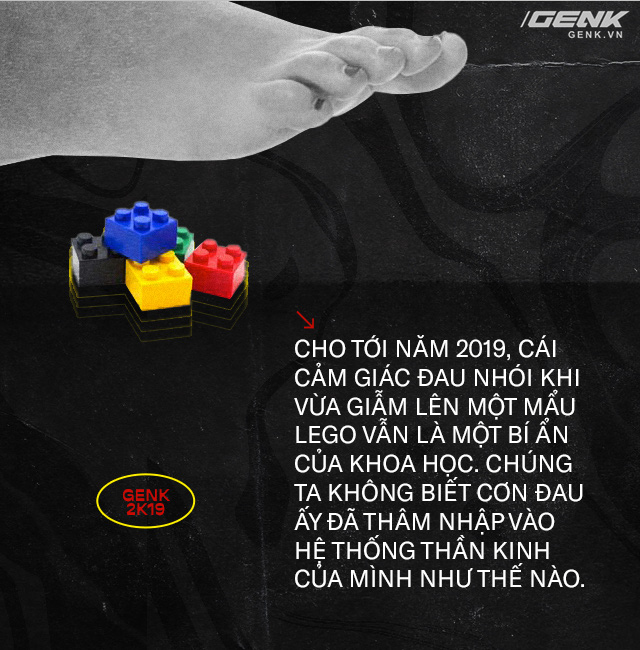 GENK
GENK.VN
CHO TỚI NĂM 2019, CÁI
CẢM GIÁC ĐAU NHÓI KHI
VỪA GIẪM LÊN MỘT MẨU
LEGO VẪN LÀ MỘT BÍ ẨN
CỦA KHOA HỌC. CHÚNG
TA KHÔNG BIẾT CƠN ĐAU
ẤY ĐÃ THÂM NHẬP VÀO
HỆ THỐNG THẦN KINH
CỦA MÌNH NHƯ THẾ NÀO.
GENK
2K19